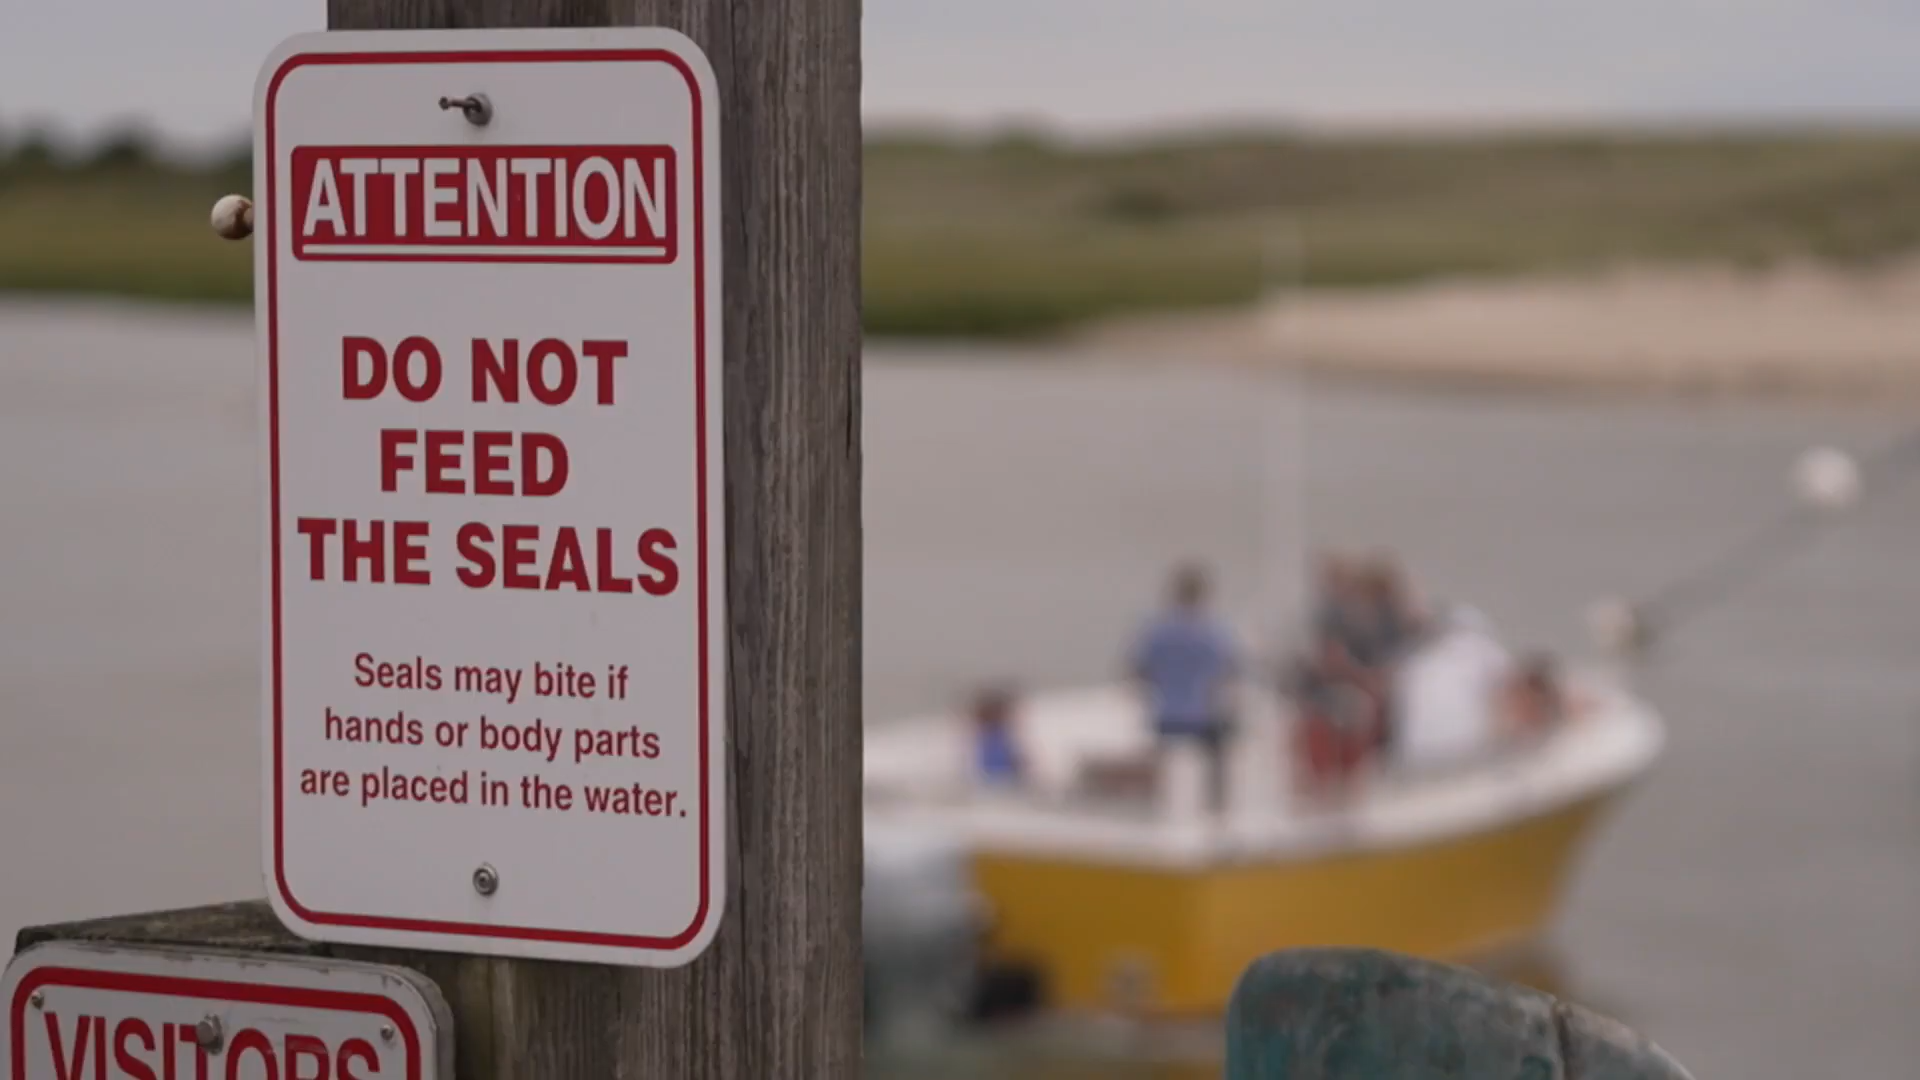 ATTENTION
DO NOT
FEED
THE SEALS
Seals may bite if
hands or body parts
are placed in the water.
VISITORS